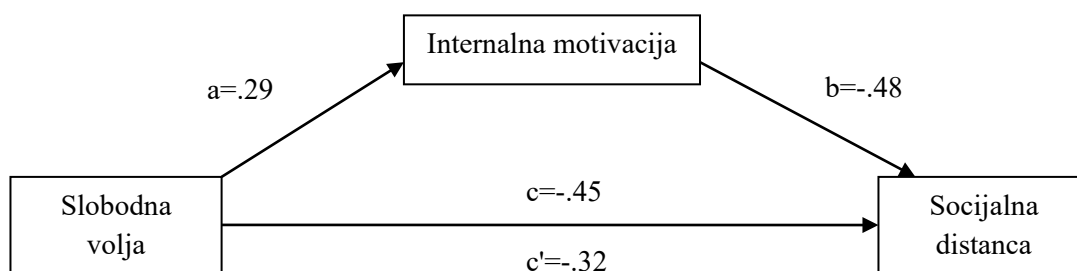 Internalna motivacija
a=.29
b=-.48
Slobodna
volja
c=-.45
c'=-.32
Socijalna
distanca